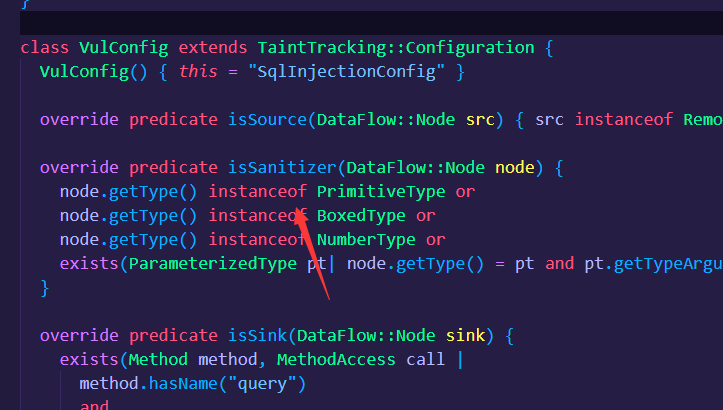 }
class VulConfig extends TaintTracking::Configuration {
VulConfig() { this = "SqlInjectionConfig" }
override predicate isSource(DataFlow::Node src) { src instanceof Remo
override predicate isSanitizer(DataFlow::Node node) {
node.getType() instanceof PrimitiveType or
node.getType() instanceof BoxedType or
node.getType() instanceof NumberType or
exists(ParameterizedType pt| node.getType() = pt and pt.getTypeArgu
}
override predicate isSink(DataFlow::Node sink) {
exists(Method method, MethodAccess call |
method.hasName("query")
and